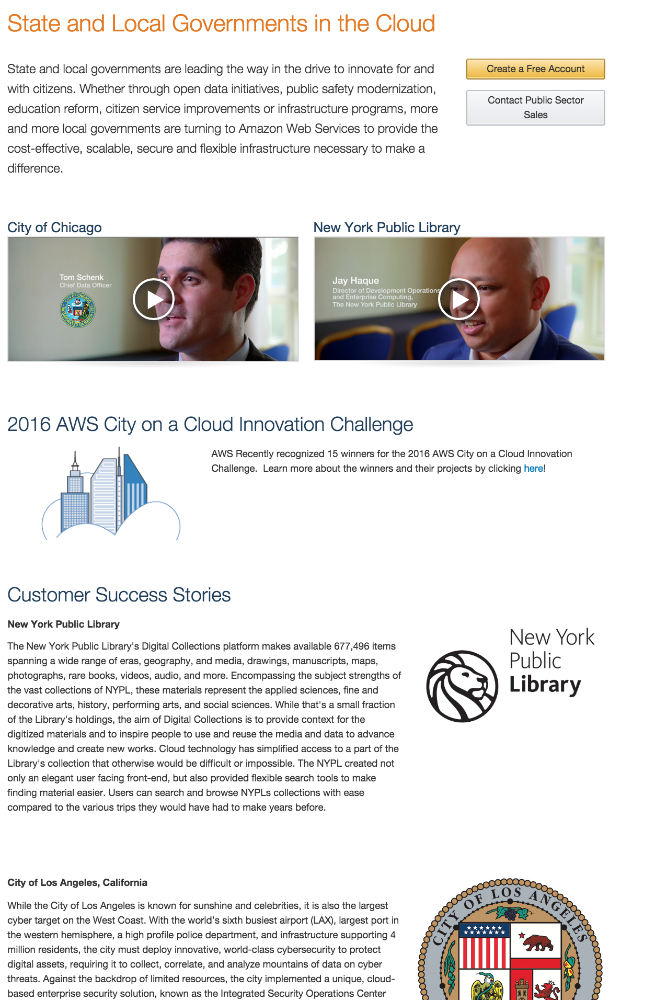 State and Local Governments in the Cloud
State and local governments are leading the way in the drive to innovate for and
with citizens. Whether through open data initiatives, public safety modernization,
education reform, citizen service improvements or infrastructure programs, more
and more local governments are turning to Amazon Web Services to provide the
cost-effective, scalable, secure and flexible infrastructure necessary to make a
difference.
Create a Free Account
Contact Public Sector
Sales
City of Chicago
Tom Schenk
Chief Data Officer
CITY OF CHICAGO
INCORPORATED 4th MARCH
New York Public Library
Jay Haque
Director of Development Operations
and Enterprise Computing,
The New York Public Library
2016 AWS City on a Cloud Innovation Challenge
AWS Recently recognized 15 winners for the 2016 AWS City on a Cloud Innovation
Challenge.  Learn more about the winners and their projects by clicking here!
Customer Success Stories
New York Public Library
The New York Public Library's Digital Collections platform makes available 677,496 items
spanning a wide range of eras, geography, and media, drawings, manuscripts, maps,
photographs, rare books, videos, audio, and more. Encompassing the subject strengths of
the vast collections of NYPL, these materials represent the applied sciences, fine and
decorative arts, history, performing arts, and social sciences. While that's a small fraction
of the Library's holdings, the aim of Digital Collections is to provide context for the
digitized materials and to inspire people to use and reuse the media and data to advance
knowledge and create new works. Cloud technology has simplified access to a part of the
Library's collection that otherwise would be difficult or impossible. The NYPL created not
only an elegant user facing front-end, but also provided flexible search tools to make
finding material easier. Users can search and browse NYPLs collections with ease
compared to the various trips they would have had to make years before.
New York
Public
Library
City of Los Angeles, California
While the City of Los Angeles is known for sunshine and celebrities, it is also the largest
cyber target on the West Coast. With the world’s sixth busiest airport (LAX), largest port in
the western hemisphere, a high profile police department, and infrastructure supporting 4
million residents, the city must deploy innovative, world-class cybersecurity to protect
digital assets, requiring it to collect, correlate, and analyze mountains of data on cyber
threats. Against the backdrop of limited resources, the city implemented a unique, cloud-
based enterprise security solution, known as the Integrated Security Operations Center
CITY OF LOS ANGELES